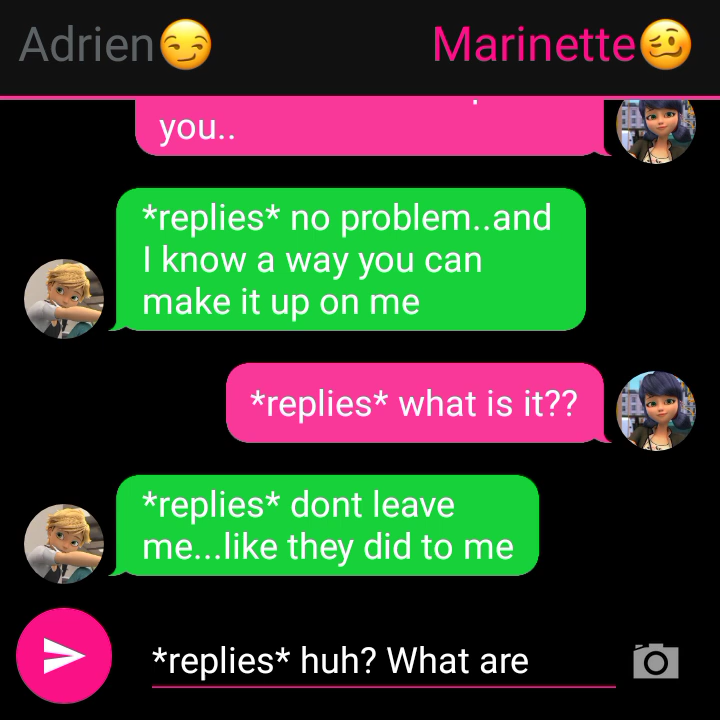 Adrien😏 Marinette🥴
you..
*replies* no problem..and
I know a way you can
make it up on me
*replies* what is it??
*replies* dont leave
me...like they did to me
*replies* huh? What are